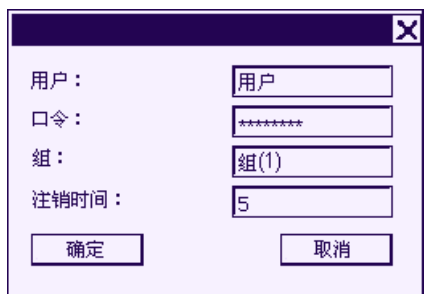 用户： 用户
口令： ********
组： 组(1)
注销时间： 5
确定 取消